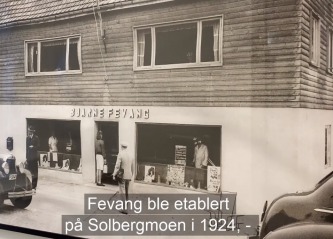 BJARNE FEVANG
Fevang ble etablert
på Solbergmoen i 1924, -